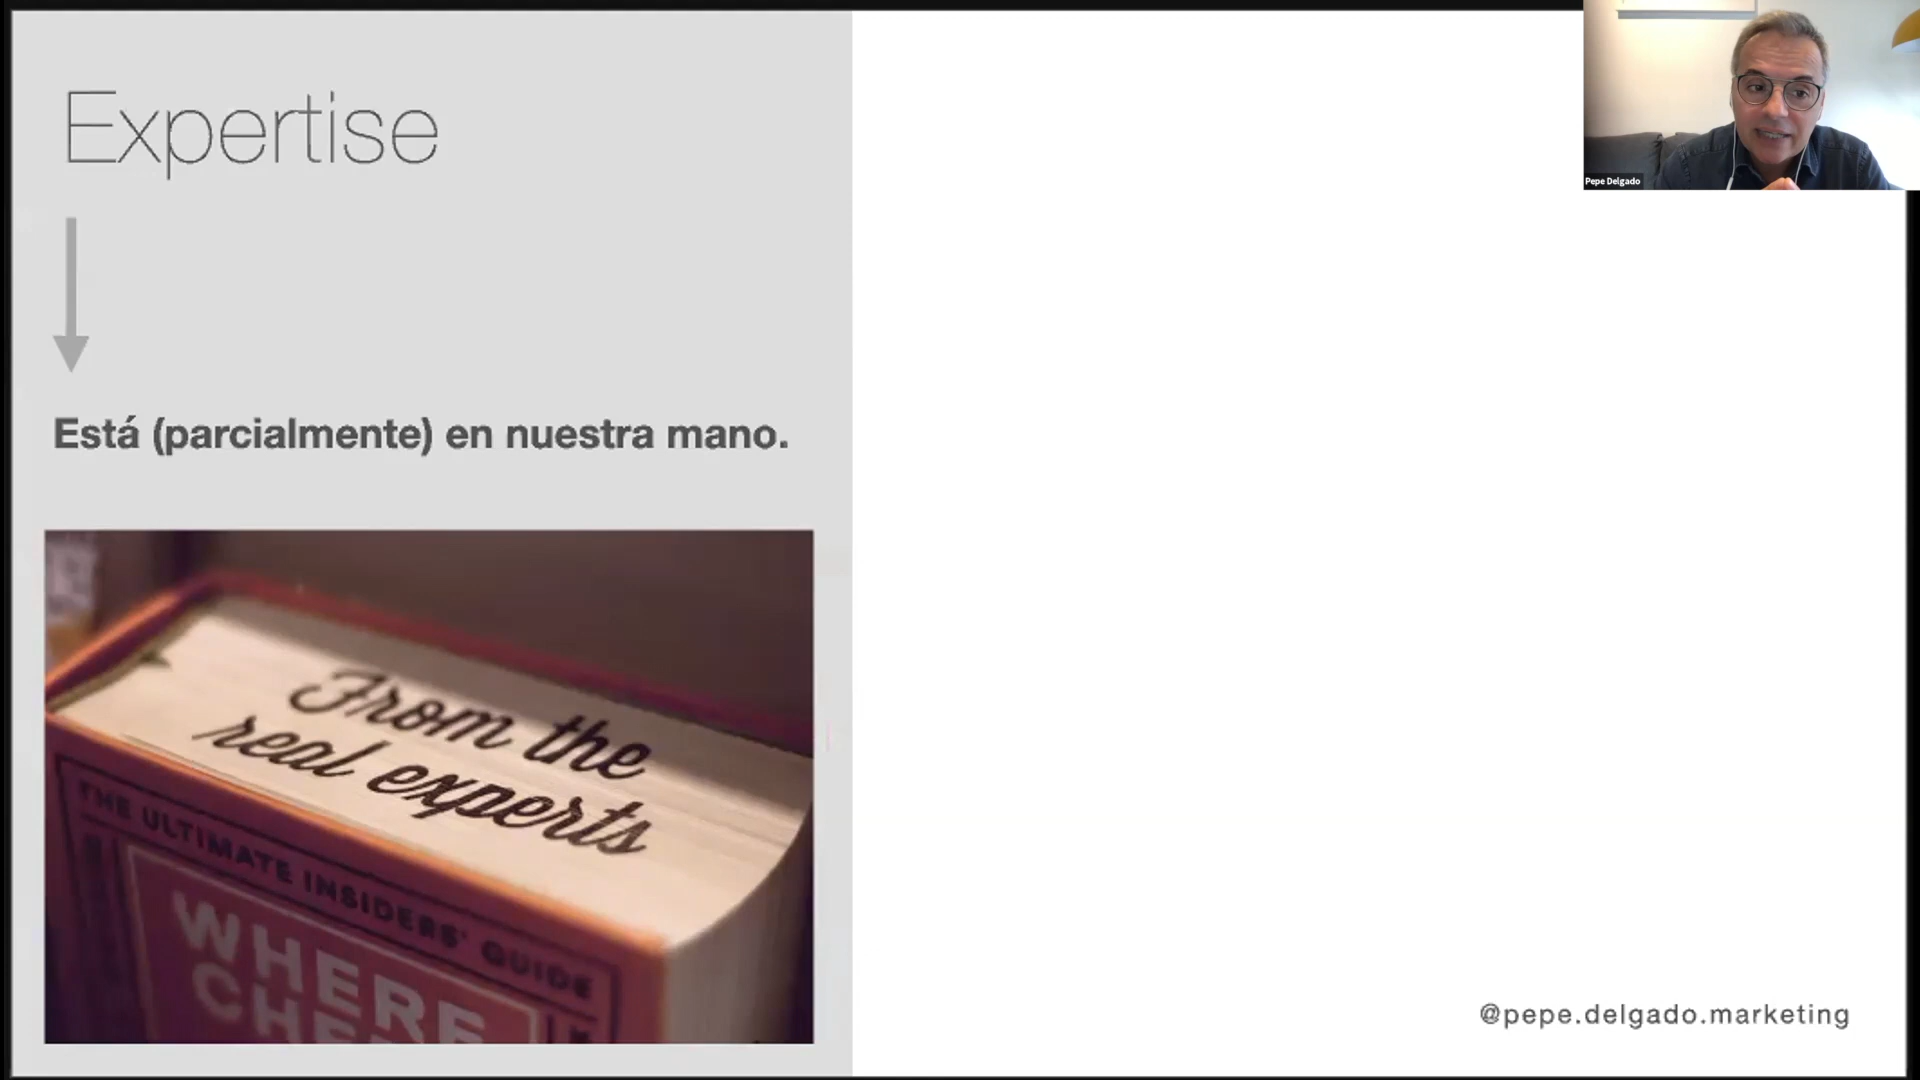 Expertise
Está (parcialmente) en nuestra mano.
From the
real experts
THE ULTIMATE INSIDERS' GUIDE
WHERE
@pepe.delgado.marketing
Pepe Delgado